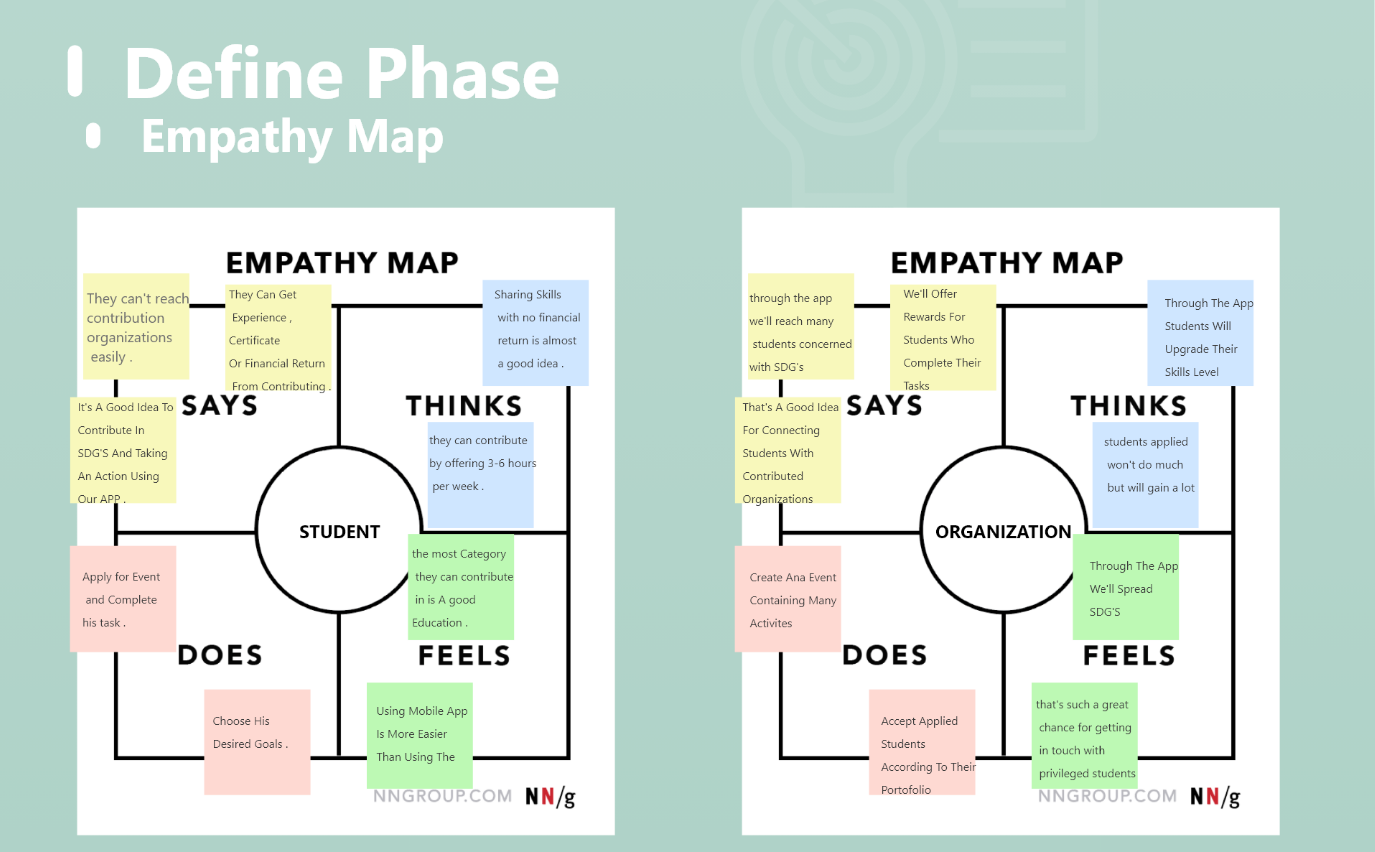 Define Phase
Empathy Map
EMPATHY MAP
They can't reach
contribution
organizations
easily .
They Can Get
Experience ,
Certificate
Or Financial Return
From Contributing .
Sharing Skills
with no financial
return is almost
a good idea .
It's A Good Idea To
Contribute In
SDG'S And Taking
An Action Using
Our APP .
SAYS
THINKS
they can contribute
by offering 3-6 hours
per week .
STUDENT
Apply for Event
and Complete
his task .
the most Category
they can contribute
in is A good
Education .
DOES
FEELS
Choose His
Desired Goals .
Using Mobile App
Is More Easier
Than Using The
NNGROUP.COM NN/g
EMPATHY MAP
through the app
we'll reach many
students concerned
with SDG's
We'll Offer
Rewards For
Students Who
Complete Their
Tasks
Through The App
Students Will
Upgrade Their
Skills Level
That's A Good Idea
For Connecting
Students With
Contributed
Organizations
SAYS
THINKS
students applied
won't do much
but will gain a lot
ORGANIZATION
Create Ana Event
Containing Many
Activites
Through The App
We'll Spread
SDG'S
DOES
FEELS
Accept Applied
Students
According To Their
Portofolio
that's such a great
chance for getting
in touch with
privileged students
NNGROUP.COM NN/g